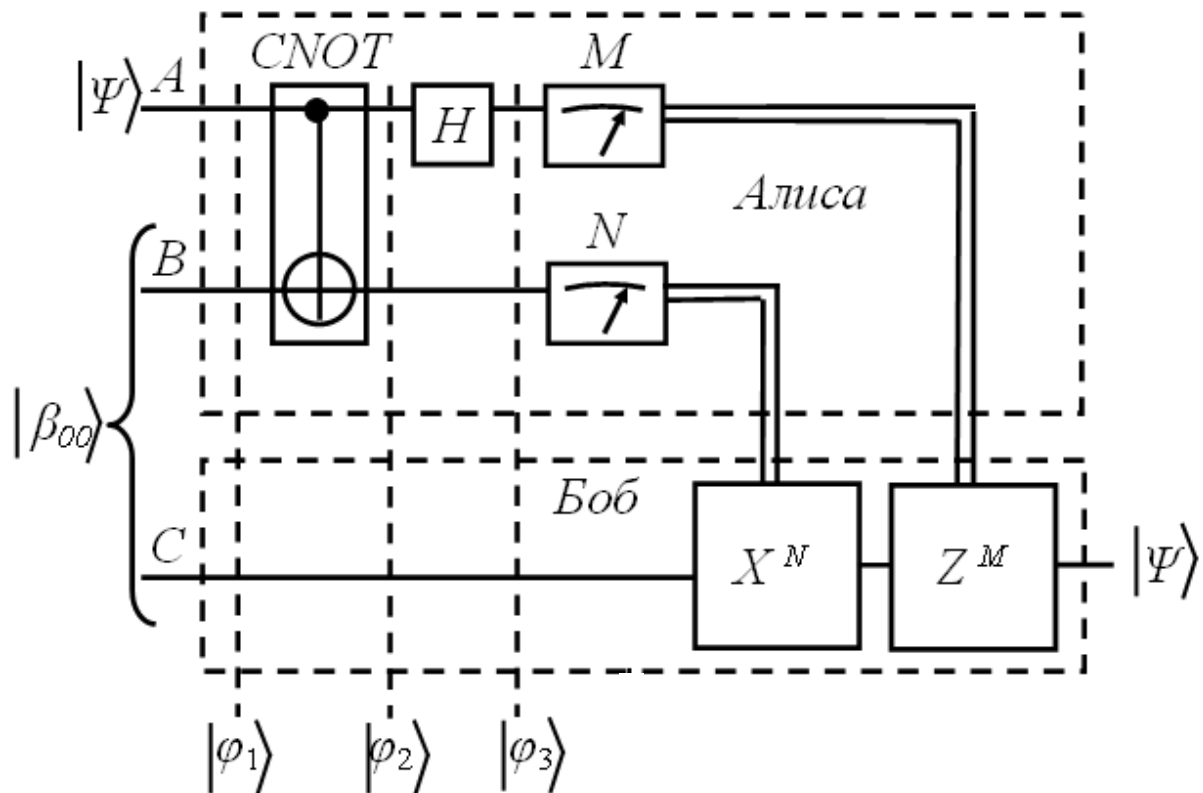 CNOT M
|Ψ⟩ A
H
Алиса
N
B
|β₀₀⟩
Боб
C
X^N Z^M |Ψ⟩
|φ₁⟩ |φ₂⟩ |φ₃⟩